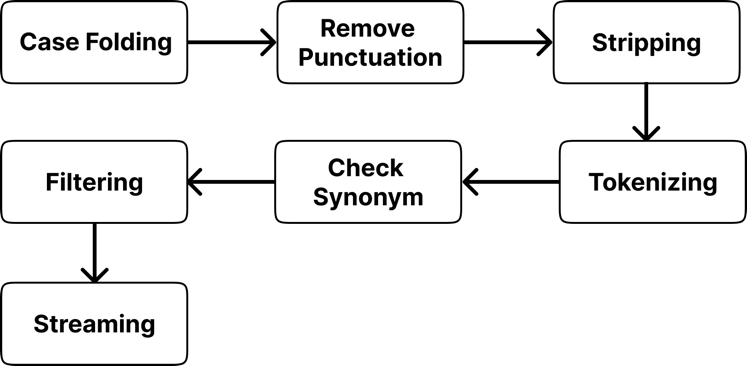 Case Folding
Remove
Punctuation
Stripping
Tokenizing
Check
Synonym
Filtering
Streaming